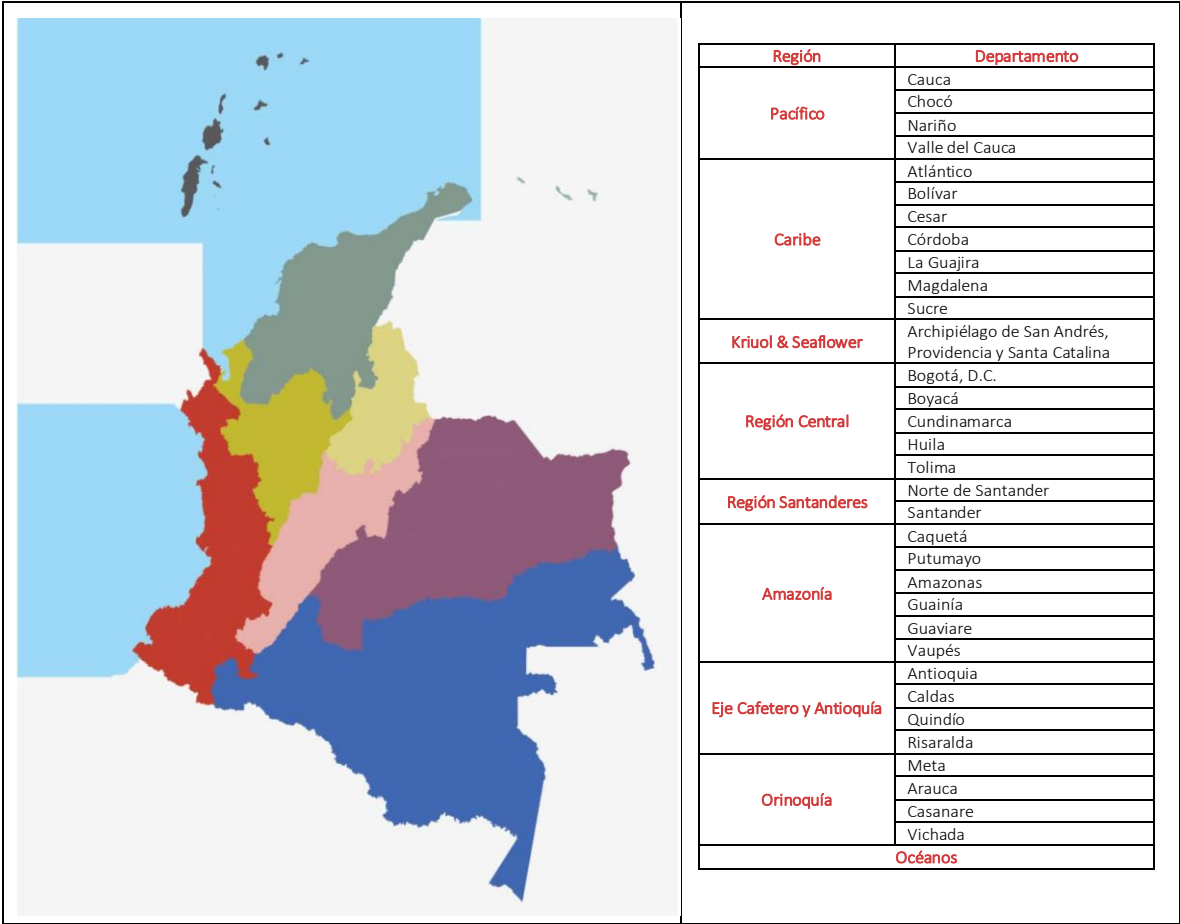 Región Departamento
Pacífico
Cauca
Chocó
Nariño
Valle del Cauca
Caribe
Atlántico
Bolívar
Cesar
Córdoba
La Guajira
Magdalena
Sucre
Kriuol & Seaflower
Archipiélago de San Andrés,
Providencia y Santa Catalina
Región Central
Bogotá, D.C.
Boyacá
Cundinamarca
Huila
Tolima
Región Santanderes
Norte de Santander
Santander
Amazonía
Caquetá
Putumayo
Amazonas
Guainía
Guaviare
Vaupés
Eje Cafetero y Antioquía
Antioquia
Caldas
Quindío
Risaralda
Orinoquía
Meta
Arauca
Casanare
Vichada
Océanos